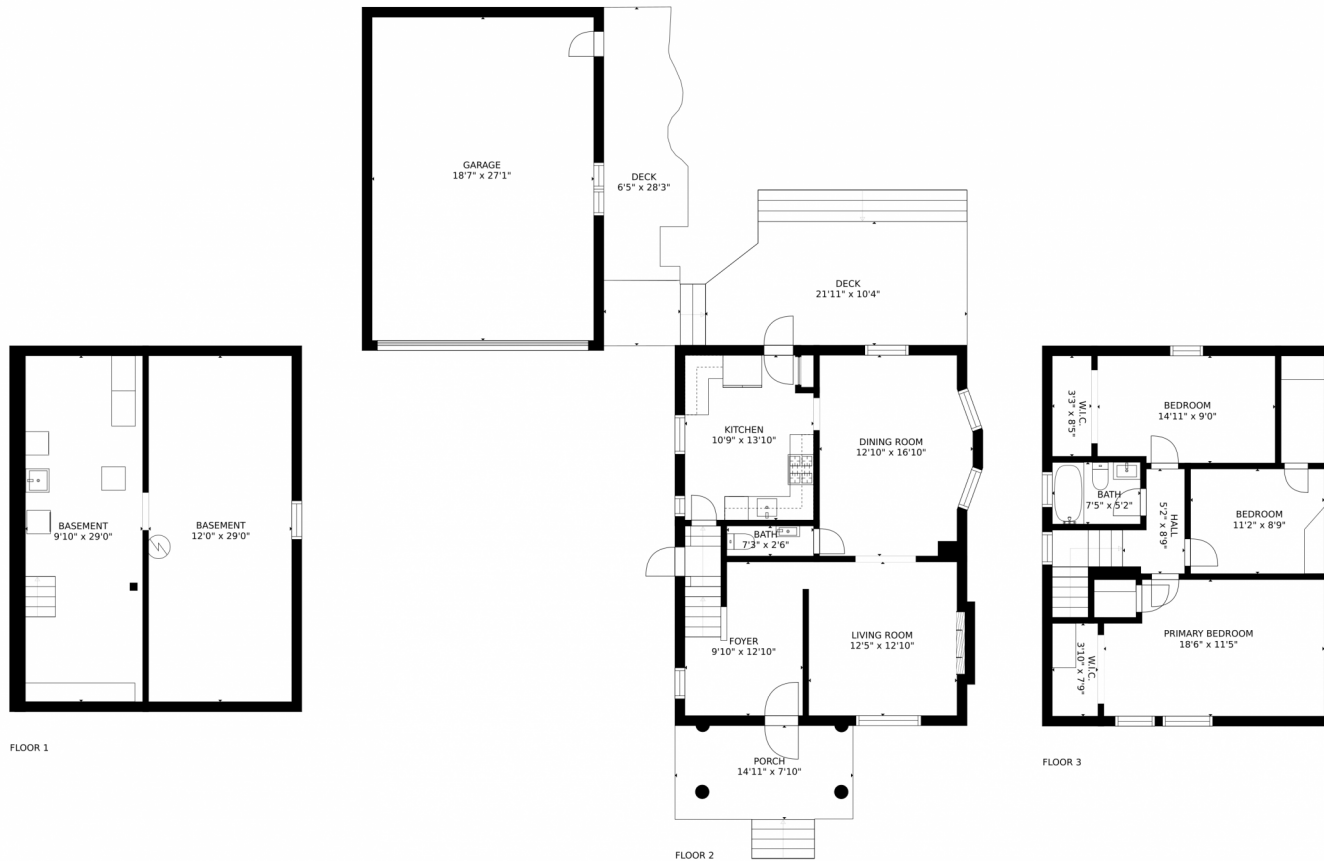 GARAGE
18'7" x 27'1"
DECK
6'5" x 28'3"
DECK
21'11" x 10'4"
KITCHEN
10'9" x 13'10"
DINING ROOM
12'10" x 16'10"
BATH
7'3" x 2'6"
FOYER
9'10" x 12'10"
LIVING ROOM
12'5" x 12'10"
PORCH
14'11" x 7'10"
FLOOR 2
BASEMENT
9'10" x 29'0"
BASEMENT
12'0" x 29'0"
FLOOR 1
W.I.C.
3'3" x 8'5"
BEDROOM
14'11" x 9'0"
BATH
7'5" x 5'2"
HALL
5'2" x 8'9"
BEDROOM
11'2" x 8'9"
PRIMARY BEDROOM
18'6" x 11'5"
W.I.C.
3'10" x 7'9"
FLOOR 3